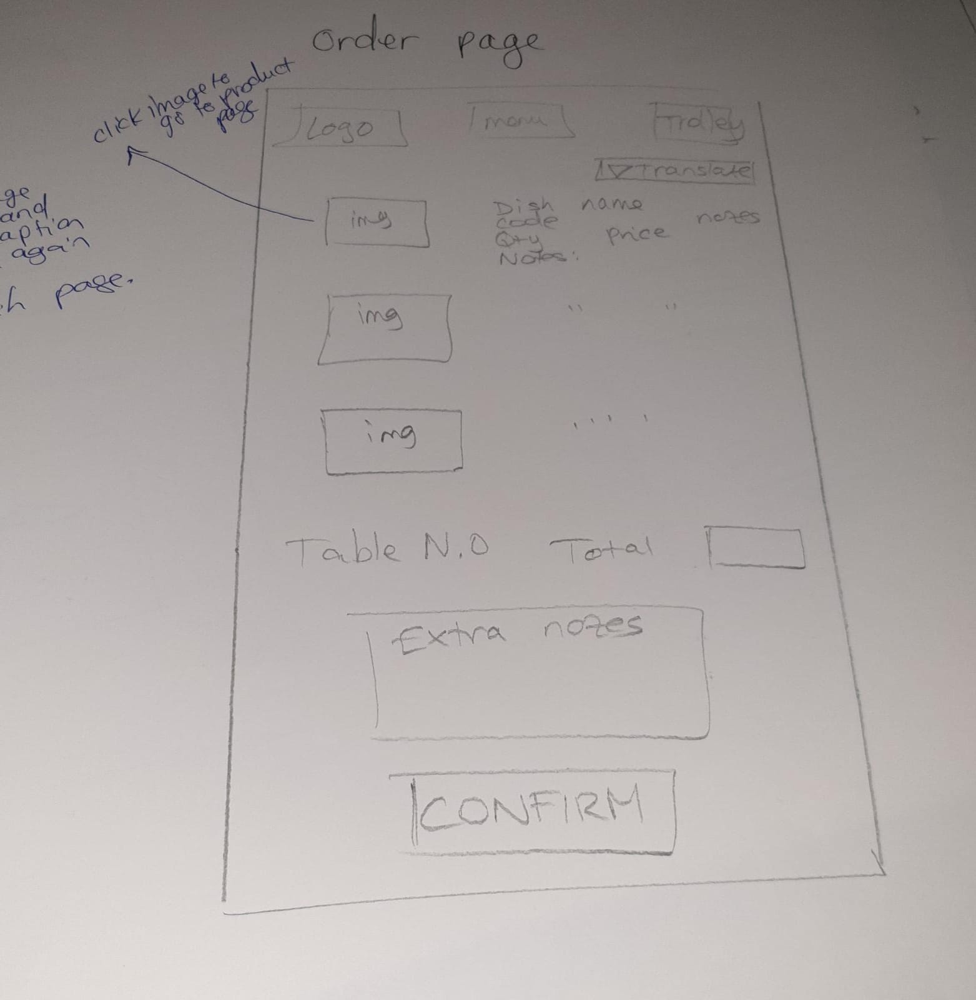 Order page
click image to
go to product
page
Logo
menu
Trolley
Translate
ge
and
aption
again
h page.
img
Dish name
code
Qty price notes
Notes:
img
" "
img
Table N.O Total
Extra notes
CONFIRM